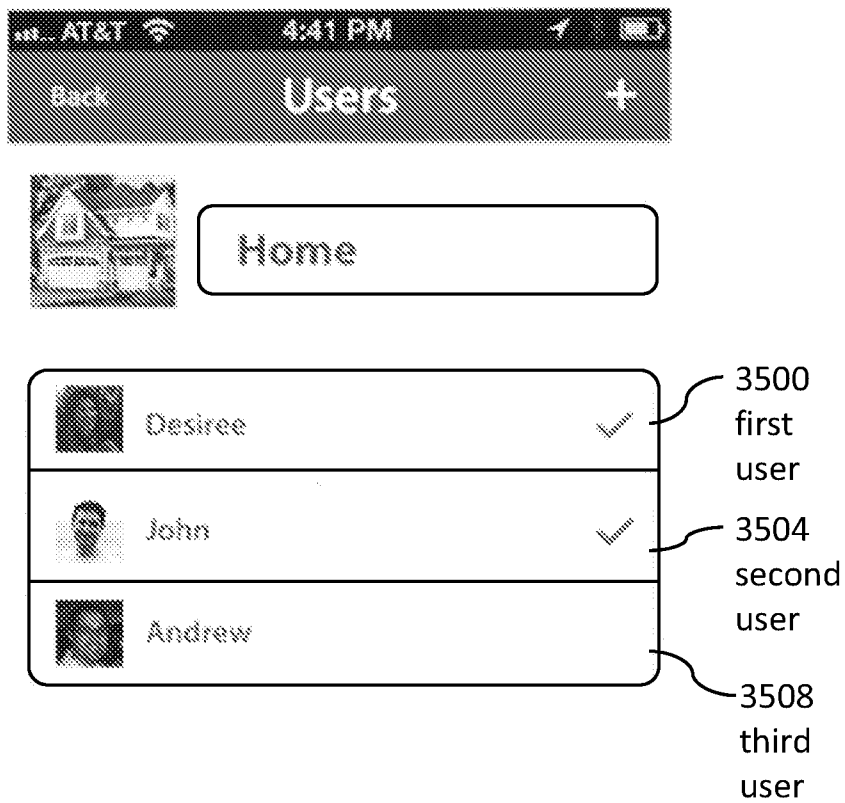 AT&T 4:41 PM
Back Users +
Home
Desiree
3500
first
user
John
3504
second
user
Andrew
3508
third
user